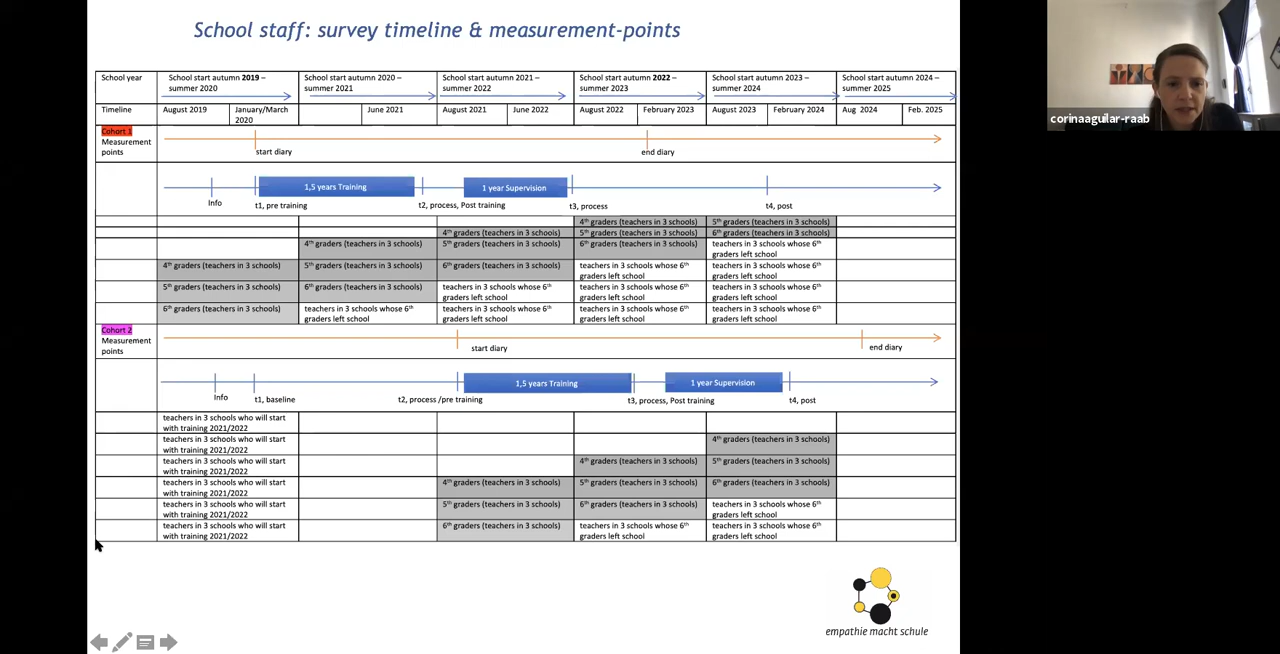 School staff: survey timeline & measurement-points
School year
School start autumn 2019 –
summer 2020
School start autumn 2020 –
summer 2021
School start autumn 2021 –
summer 2022
School start autumn 2022 –
summer 2023
School start autumn 2023 –
summer 2024
School start autumn 2024 –
summer 2025
Timeline
August 2019
January/March
2020
June 2021
August 2021
June 2022
August 2022
February 2023
August 2023
February 2024
Aug 2024
Feb. 2025
Cohort 1
Measurement
points
start diary
end diary
1,5 years Training
1 year Supervision
Info
t1, pre training
t2, process, Post training
t3, process
t4, post
4th graders (teachers in 3 schools)
5th graders (teachers in 3 schools)
4th graders (teachers in 3 schools)
5th graders (teachers in 3 schools)
6th graders (teachers in 3 schools)
4th graders (teachers in 3 schools)
5th graders (teachers in 3 schools)
6th graders (teachers in 3 schools)
teachers in 3 schools whose 6th
graders left school
4th graders (teachers in 3 schools)
5th graders (teachers in 3 schools)
6th graders (teachers in 3 schools)
teachers in 3 schools whose 6th
graders left school
teachers in 3 schools whose 6th
graders left school
5th graders (teachers in 3 schools)
6th graders (teachers in 3 schools)
teachers in 3 schools whose 6th
graders left school
teachers in 3 schools whose 6th
graders left school
teachers in 3 schools whose 6th
graders left school
6th graders (teachers in 3 schools)
teachers in 3 schools whose 6th
graders left school
teachers in 3 schools whose 6th
graders left school
teachers in 3 schools whose 6th
graders left school
teachers in 3 schools whose 6th
graders left school
Cohort 2
Measurement
points
start diary
end diary
1,5 years Training
1 year Supervision
Info
t1, baseline
t2, process /pre training
t3, process, Post training
t4, post
teachers in 3 schools who will start
with training 2021/2022
teachers in 3 schools who will start
with training 2021/2022
4th graders (teachers in 3 schools)
teachers in 3 schools who will start
with training 2021/2022
4th graders (teachers in 3 schools)
5th graders (teachers in 3 schools)
teachers in 3 schools who will start
with training 2021/2022
4th graders (teachers in 3 schools)
5th graders (teachers in 3 schools)
6th graders (teachers in 3 schools)
teachers in 3 schools who will start
with training 2021/2022
5th graders (teachers in 3 schools)
6th graders (teachers in 3 schools)
teachers in 3 schools whose 6th
graders left school
teachers in 3 schools who will start
with training 2021/2022
6th graders (teachers in 3 schools)
teachers in 3 schools whose 6th
graders left school
teachers in 3 schools whose 6th
graders left school
empathie macht schule
corinaaguilar-raab